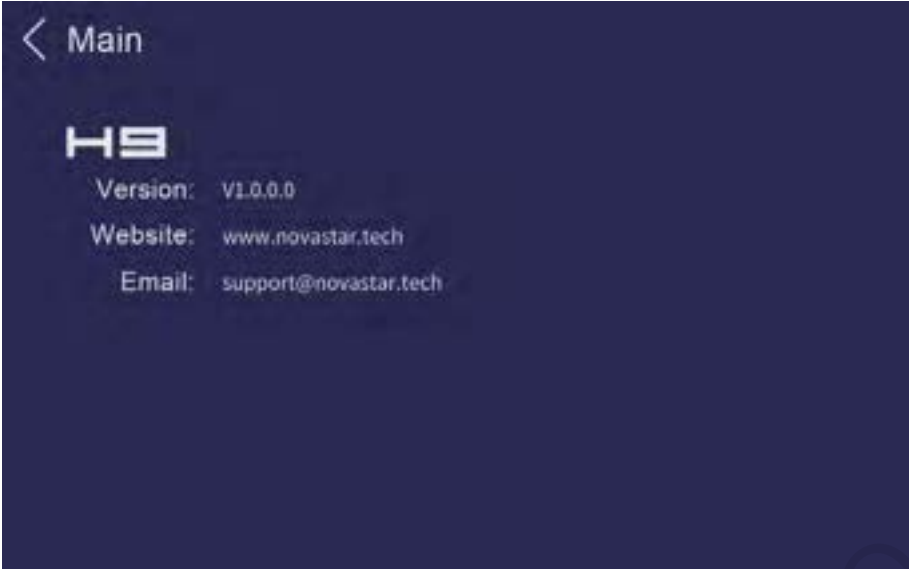 Main
H9
Version: V1.0.0.0
Website: www.novastar.tech
Email: support@novastar.tech